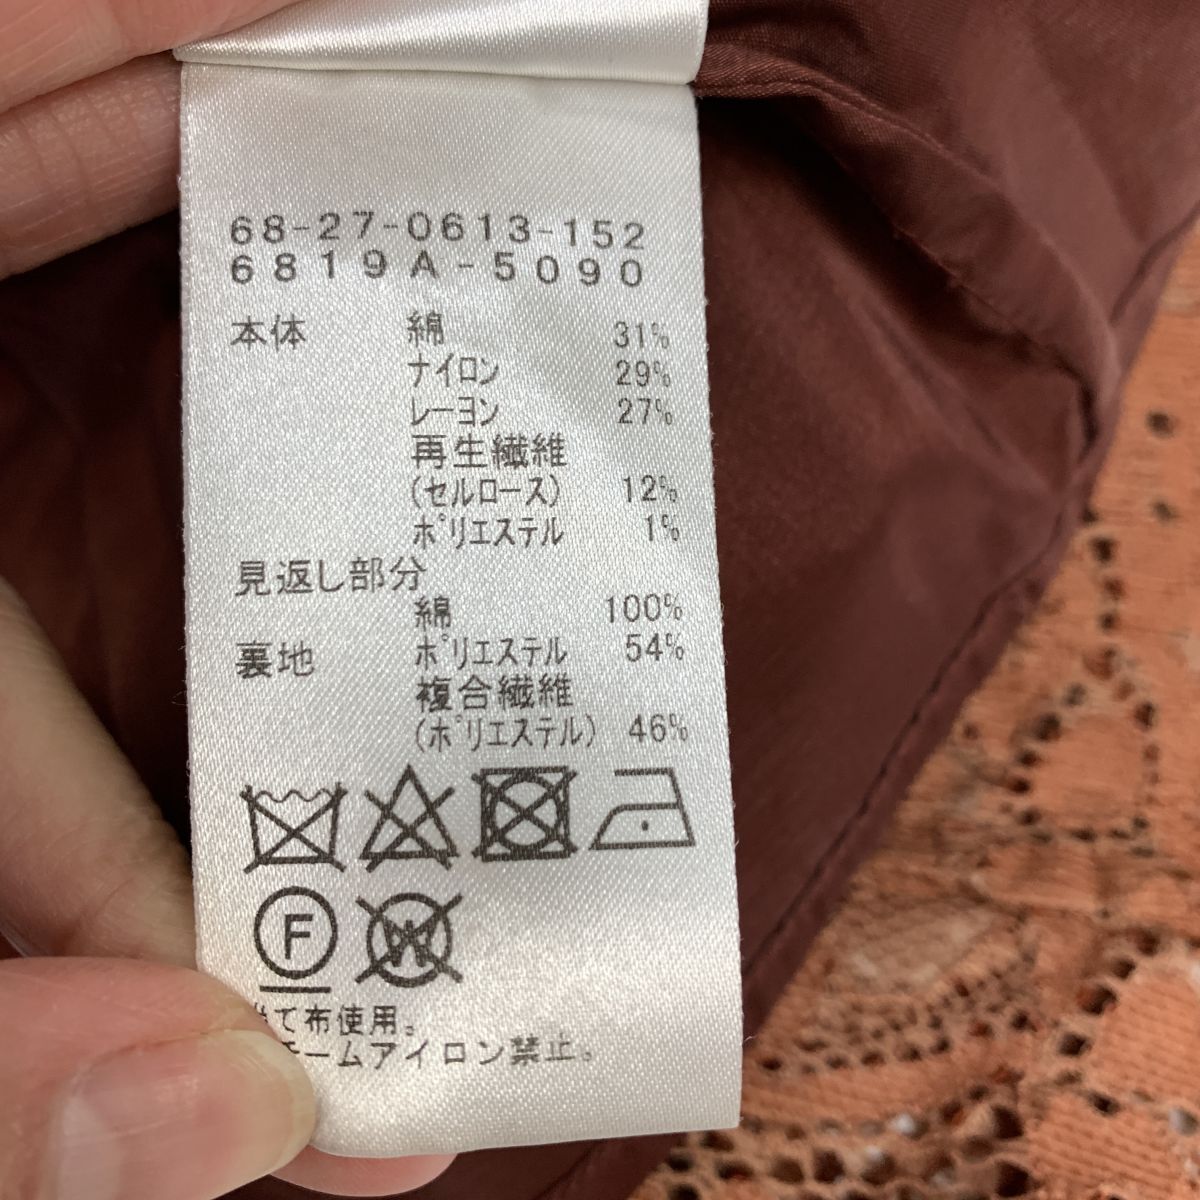 68-27-0613-152
6819A-5090
本体 綿 31%
ナイロン 29%
レーヨン 27%
再生繊維
(セルロース) 12%
ポリエステル 1%
見返し部分
綿 100%
裏地 ポリエステル 54%
複合繊維
(ポリエステル) 46%
F W
て布使用。
チームアイロン禁止。